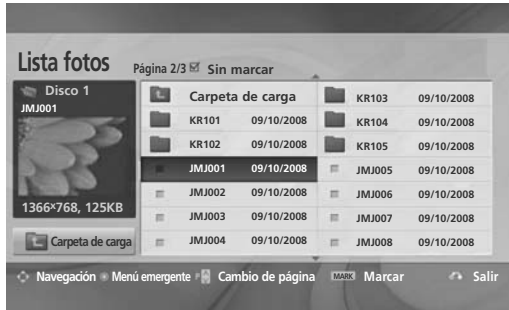 Lista fotos
Página 2/3 Sin marcar
Disco 1
JMJ001
1366×768, 125KB
Carpeta de carga
Carpeta de carga
KR101 09/10/2008
KR102 09/10/2008
JMJ001 09/10/2008
JMJ002 09/10/2008
JMJ003 09/10/2008
JMJ004 09/10/2008
KR103 09/10/2008
KR104 09/10/2008
KR105 09/10/2008
JMJ005 09/10/2008
JMJ006 09/10/2008
JMJ007 09/10/2008
JMJ008 09/10/2008
Navegación Menú emergente P Cambio de página MARK Marcar Salir